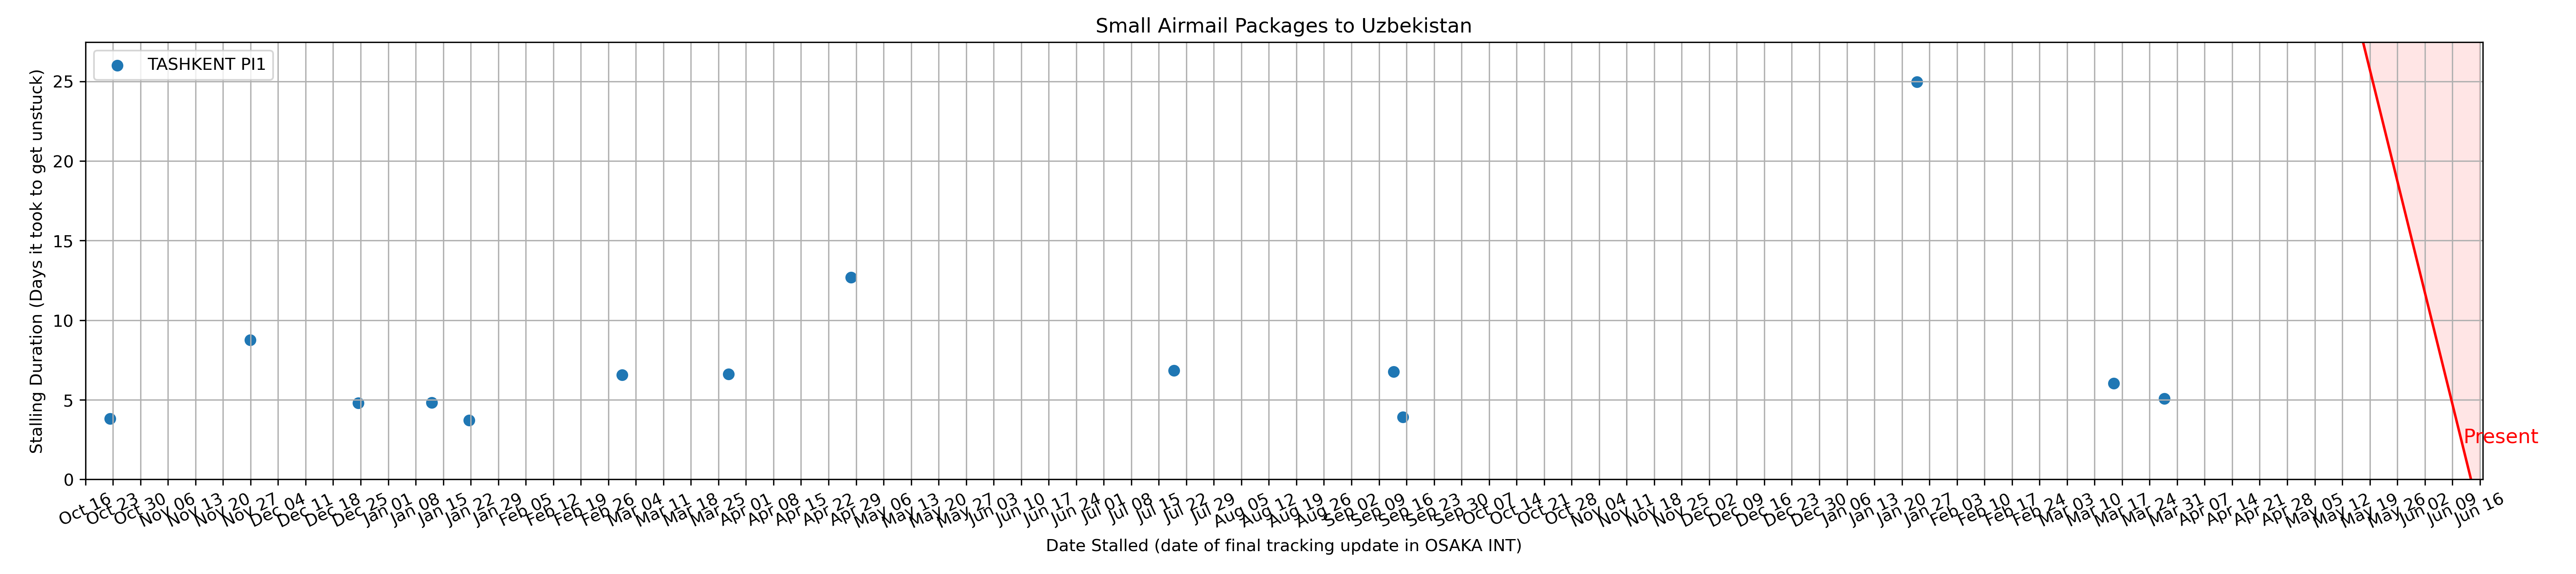 Small Airmail Packages to Uzbekistan
TASHKENT PI1
Stalling Duration (Days it took to get unstuck)
25
20
15
10
5
0
Present
Oct 16
Oct 23
Oct 30
Nov 06
Nov 13
Nov 20
Nov 27
Dec 04
Dec 11
Dec 18
Dec 25
Jan 01
Jan 08
Jan 15
Jan 22
Jan 29
Feb 05
Feb 12
Feb 19
Feb 26
Mar 04
Mar 11
Mar 18
Mar 25
Apr 01
Apr 08
Apr 15
Apr 22
Apr 29
May 06
May 13
May 20
May 27
Jun 03
Jun 10
Jun 17
Jun 24
Jul 01
Jul 08
Jul 15
Jul 22
Jul 29
Aug 05
Aug 12
Aug 19
Aug 26
Sep 02
Sep 09
Sep 16
Sep 23
Sep 30
Oct 07
Oct 14
Oct 21
Oct 28
Nov 04
Nov 11
Nov 18
Nov 25
Dec 02
Dec 09
Dec 16
Dec 23
Dec 30
Jan 06
Jan 13
Jan 20
Jan 27
Feb 03
Feb 10
Feb 17
Feb 24
Mar 03
Mar 10
Mar 17
Mar 24
Mar 31
Apr 07
Apr 14
Apr 21
Apr 28
May 05
May 12
May 19
May 26
Jun 02
Jun 09
Jun 16
Date Stalled (date of final tracking update in OSAKA INT)